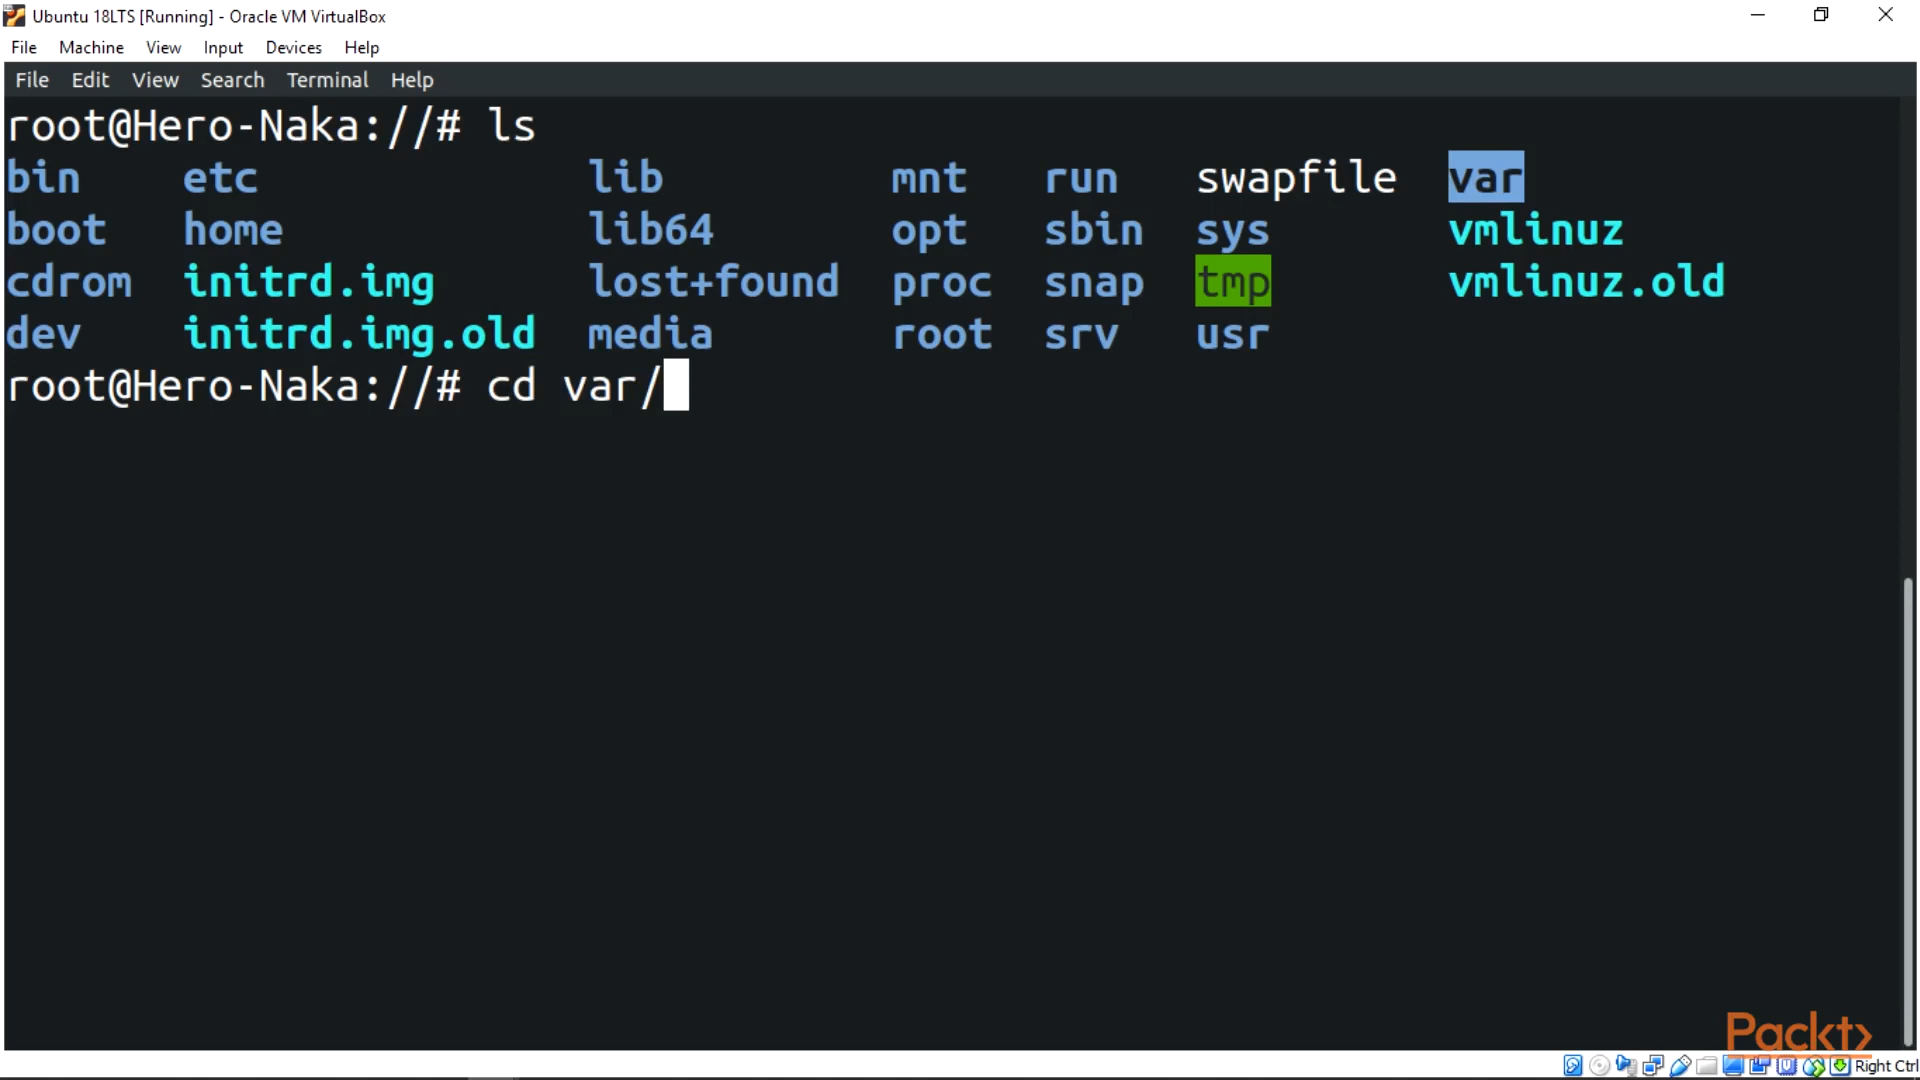 Ubuntu 18LTS [Running] - Oracle VM VirtualBox
File Machine View Input Devices Help
File Edit View Search Terminal Help
root@Hero-Naka://# ls
bin etc lib mnt run swapfile var
boot home lib64 opt sbin sys vmlinuz
cdrom initrd.img lost+found proc snap tmp vmlinuz.old
dev initrd.img.old media root srv usr
root@Hero-Naka://# cd var/
Packt>
Right Ctrl